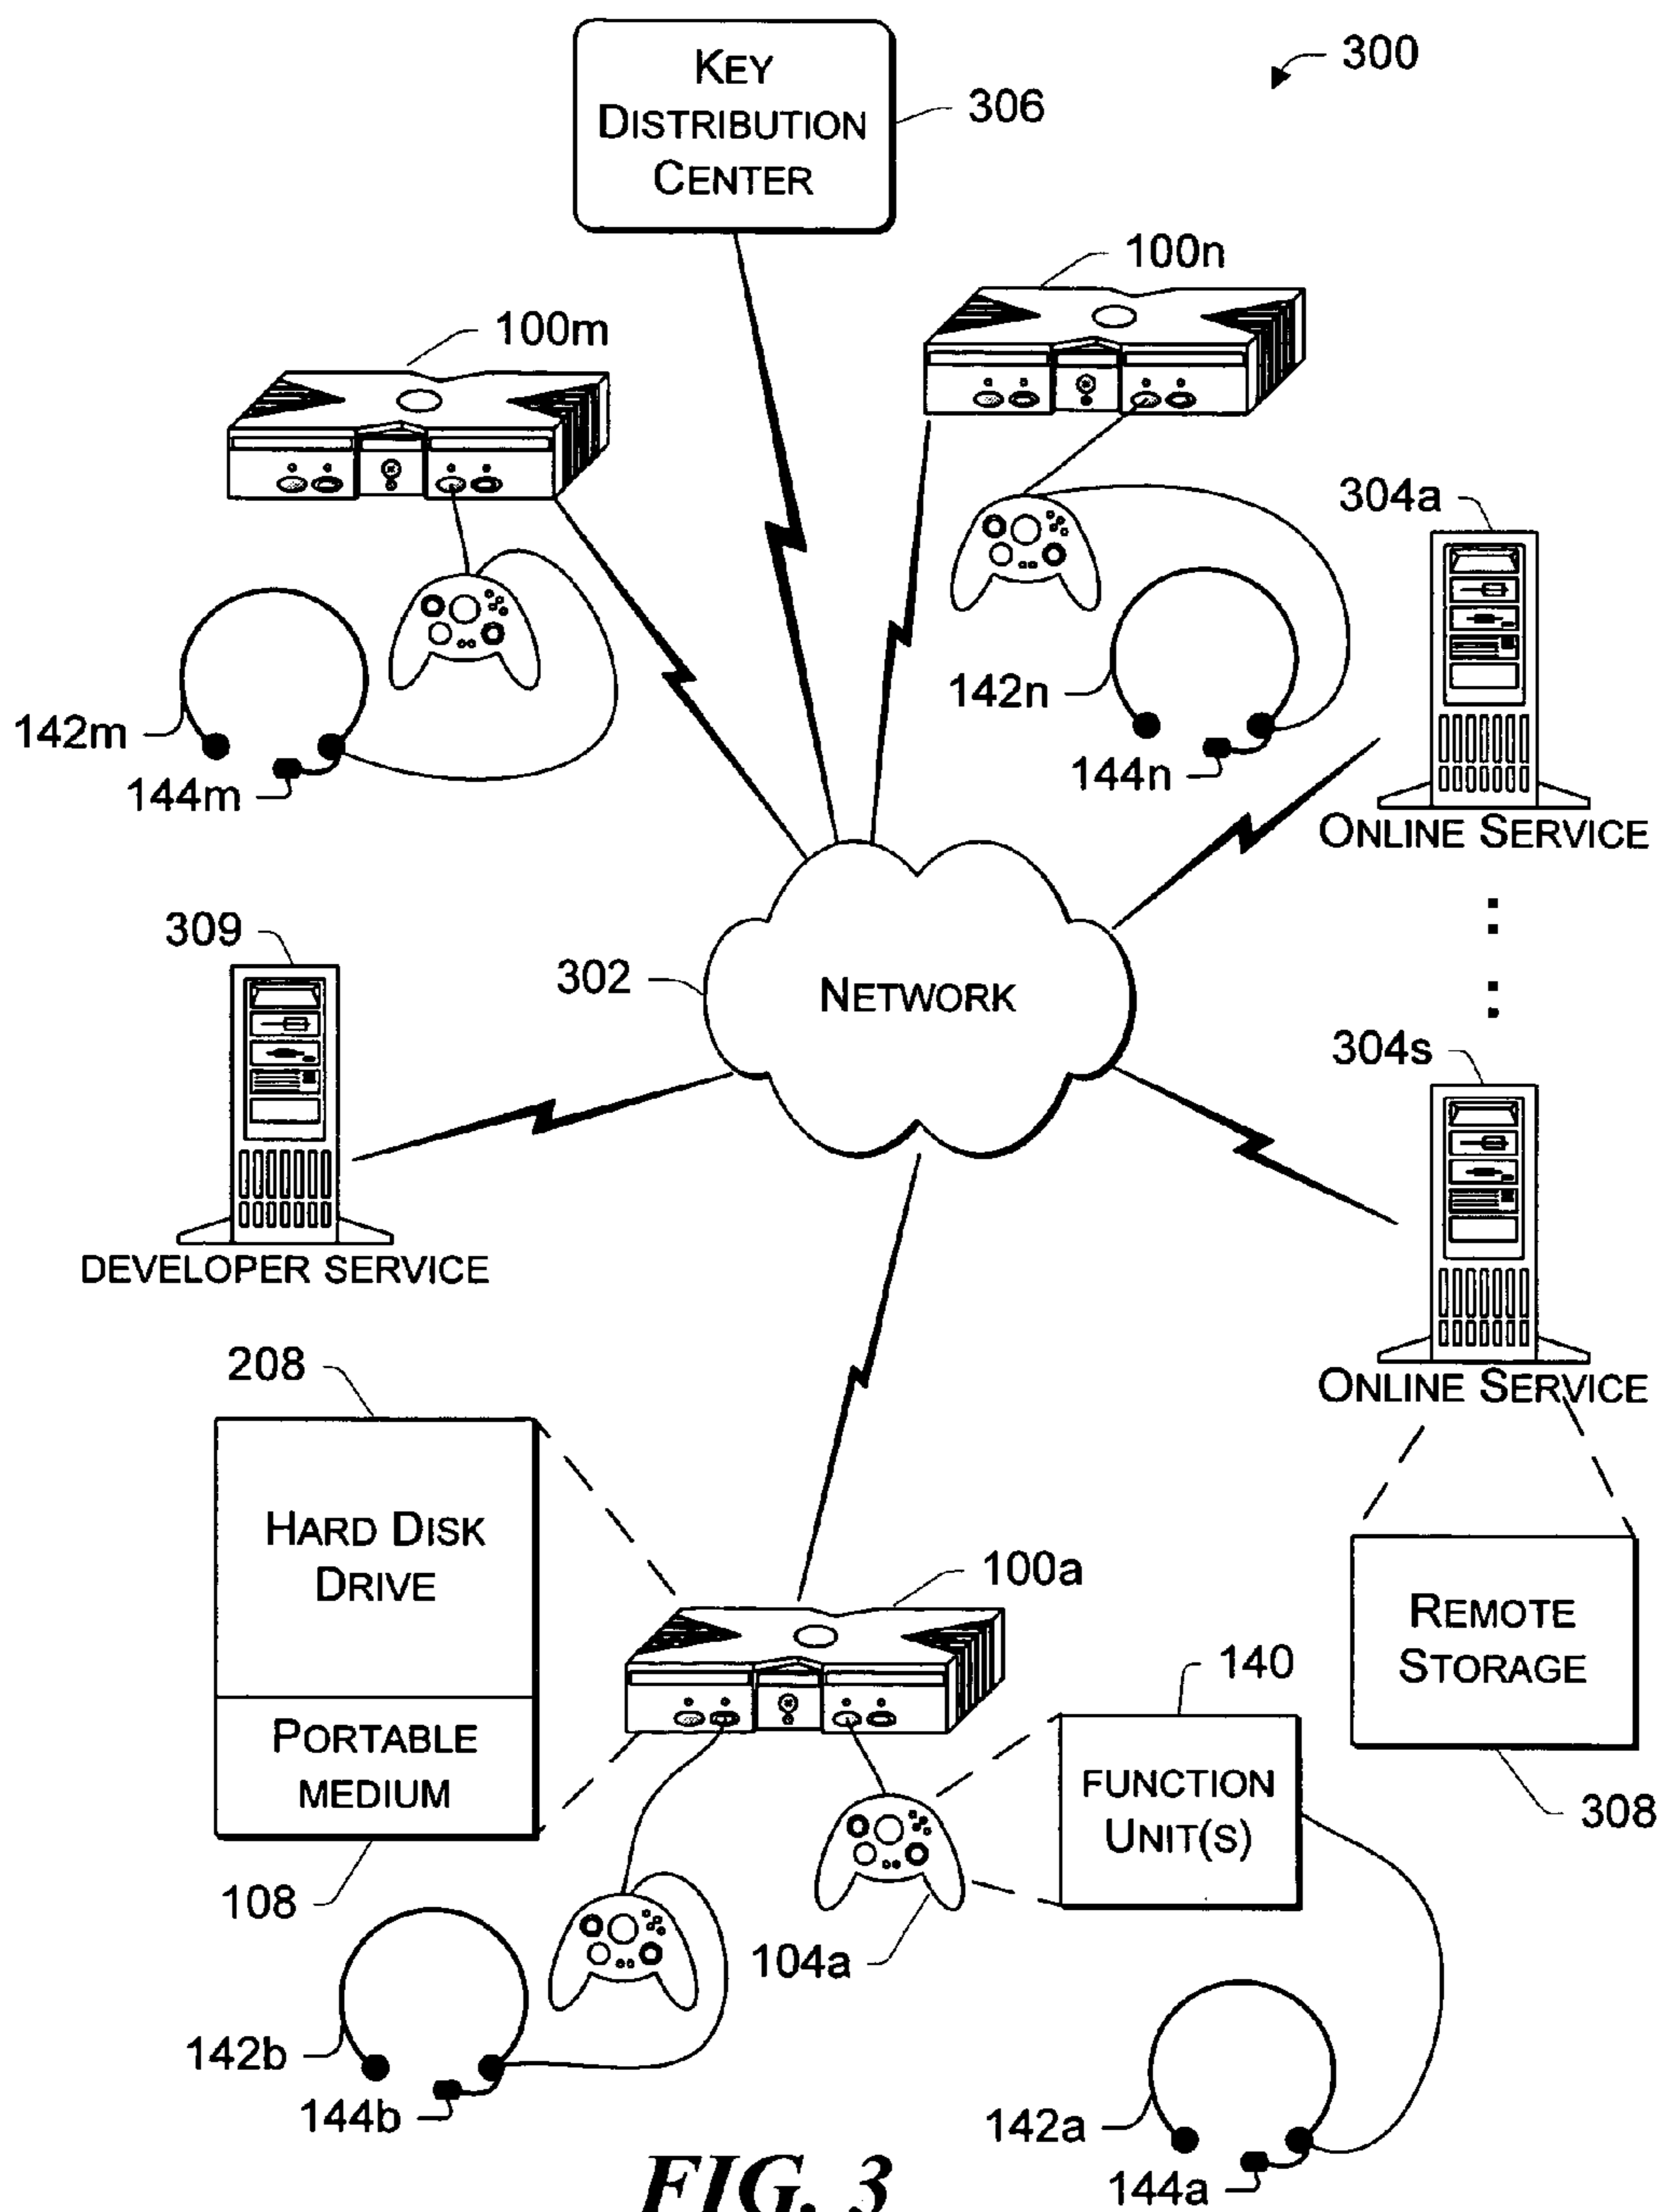 300
KEY
DISTRIBUTION
CENTER
306
100n
100m
304a
142n
142m
144n
144m
ONLINE SERVICE
309
302
NETWORK
304s
DEVELOPER SERVICE
208
ONLINE SERVICE
HARD DISK
DRIVE
100a
REMOTE
STORAGE
140
PORTABLE
MEDIUM
FUNCTION
UNIT(S)
308
108
104a
142b
144b
142a
144a
FIG. 3